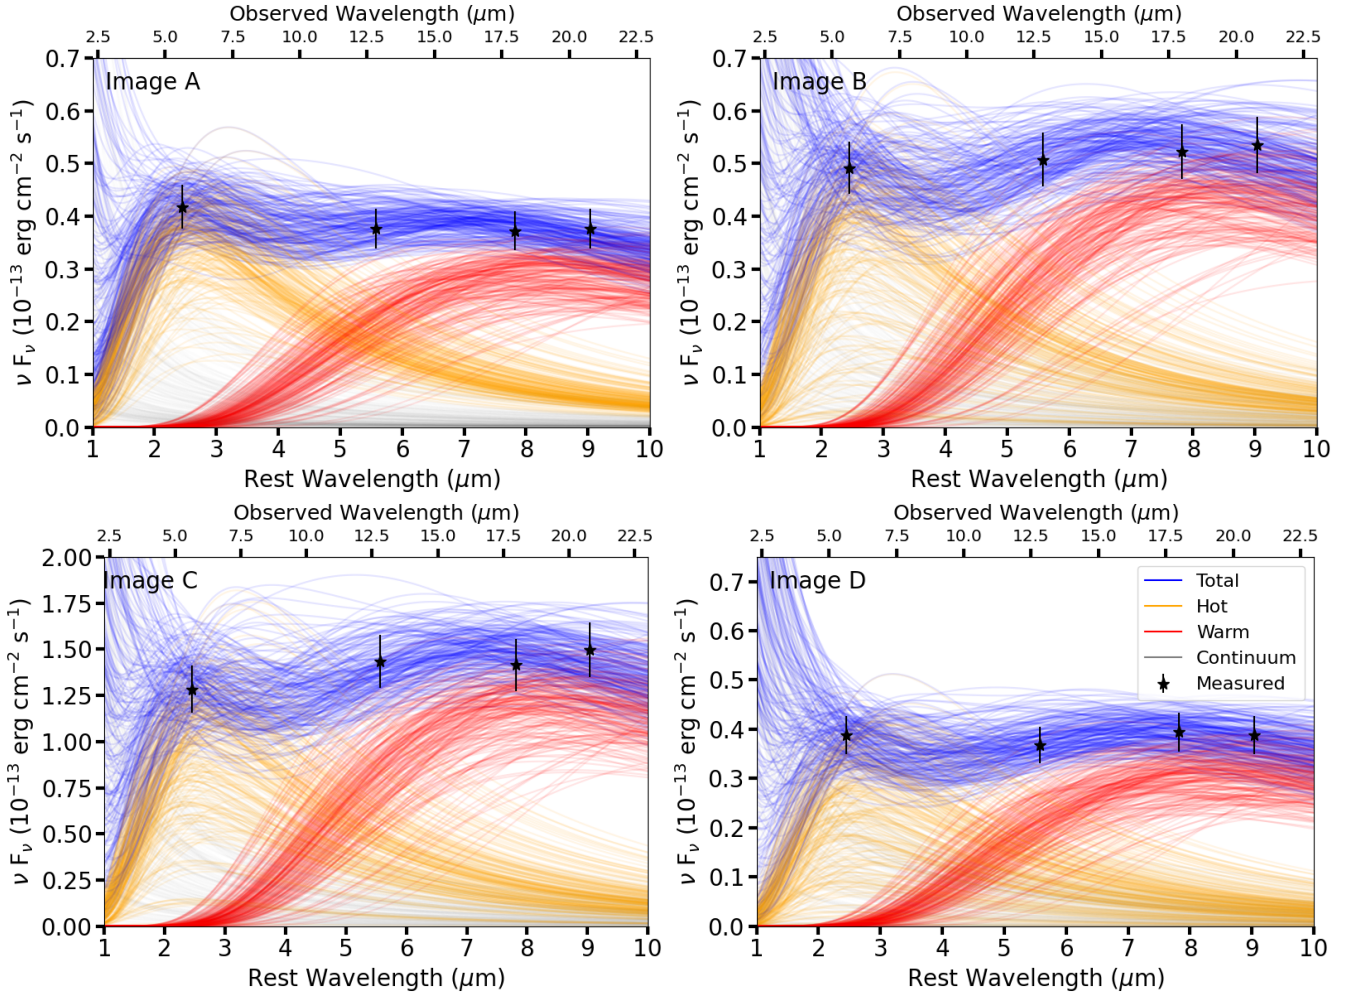 Observed Wavelength (μm)
2.5 5.0 7.5 10.0 12.5 15.0 17.5 20.0 22.5
Image A
0.7
0.6
0.5
0.4
0.3
0.2
0.1
0.0
ν Fν (10⁻¹³ erg cm⁻² s⁻¹)
1 2 3 4 5 6 7 8 9 10
Rest Wavelength (μm)
Observed Wavelength (μm)
2.5 5.0 7.5 10.0 12.5 15.0 17.5 20.0 22.5
Image B
0.7
0.6
0.5
0.4
0.3
0.2
0.1
0.0
ν Fν (10⁻¹³ erg cm⁻² s⁻¹)
1 2 3 4 5 6 7 8 9 10
Rest Wavelength (μm)
Observed Wavelength (μm)
2.5 5.0 7.5 10.0 12.5 15.0 17.5 20.0 22.5
Image C
2.00
1.75
1.50
1.25
1.00
0.75
0.50
0.25
0.00
ν Fν (10⁻¹³ erg cm⁻² s⁻¹)
1 2 3 4 5 6 7 8 9 10
Rest Wavelength (μm)
Observed Wavelength (μm)
2.5 5.0 7.5 10.0 12.5 15.0 17.5 20.0 22.5
Image D
Total
Hot
Warm
Continuum
Measured
0.7
0.6
0.5
0.4
0.3
0.2
0.1
0.0
ν Fν (10⁻¹³ erg cm⁻² s⁻¹)
1 2 3 4 5 6 7 8 9 10
Rest Wavelength (μm)